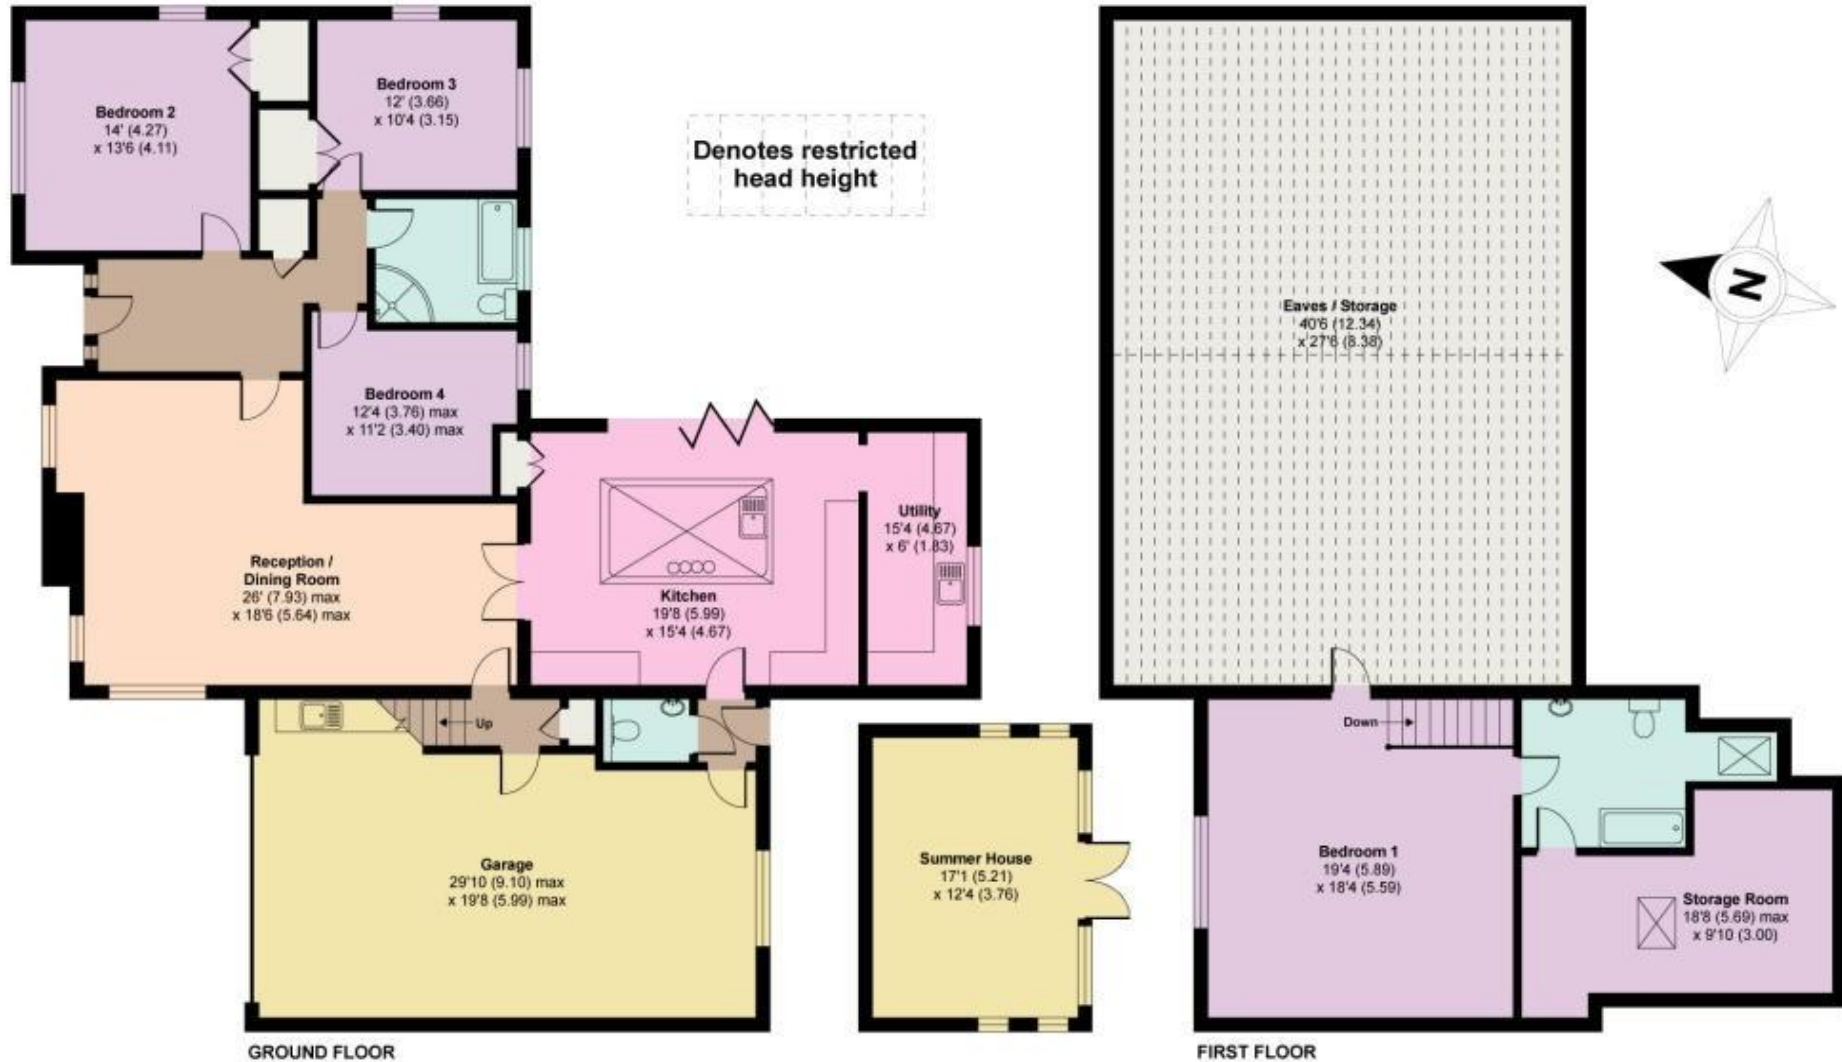 Bedroom 2
14' (4.27)
x 13'6 (4.11)
Bedroom 3
12' (3.66)
x 10'4 (3.15)
Denotes restricted
head height
Bedroom 4
12'4 (3.76) max
x 11'2 (3.40) max
Reception /
Dining Room
26' (7.93) max
x 18'6 (5.64) max
Kitchen
19'8 (5.99)
x 15'4 (4.67)
Utility
15'4 (4.67)
x 6' (1.83)
Up
Garage
29'10 (9.10) max
x 19'8 (5.99) max
Summer House
17'1 (5.21)
x 12'4 (3.76)
GROUND FLOOR
Eaves / Storage
40'6 (12.34)
x 27'6 (8.38)
N
Down
Bedroom 1
19'4 (5.89)
x 18'4 (5.59)
Storage Room
18'8 (5.69) max
x 9'10 (3.00)
FIRST FLOOR